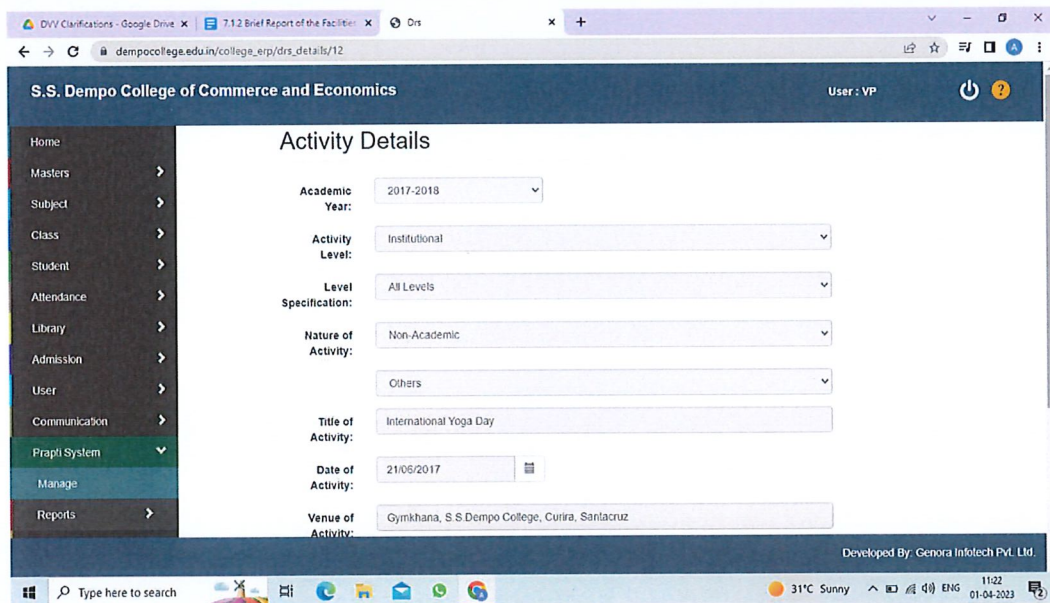 DVV Clarifications - Google Drive
7.1.2 Brief Report of the Facilities
Drs
dempocollege.edu.in/college_erp/drs_details/12
A
S.S. Dempo College of Commerce and Economics
User : VP
?
Home
Masters
Subject
Class
Student
Attendance
Library
Admission
User
Communication
Prapti System
Manage
Reports
Activity Details
Academic Year:
2017-2018
Activity Level:
Institutional
Level Specification:
All Levels
Nature of Activity:
Non-Academic
Others
Title of Activity:
International Yoga Day
Date of Activity:
21/06/2017
Venue of Activity:
Gymkhana, S.S.Dempo College, Curira, Santacruz
Developed By: Genora Infotech Pvt. Ltd.
Type here to search
31°C Sunny
ENG
11:22
01-04-2023
2